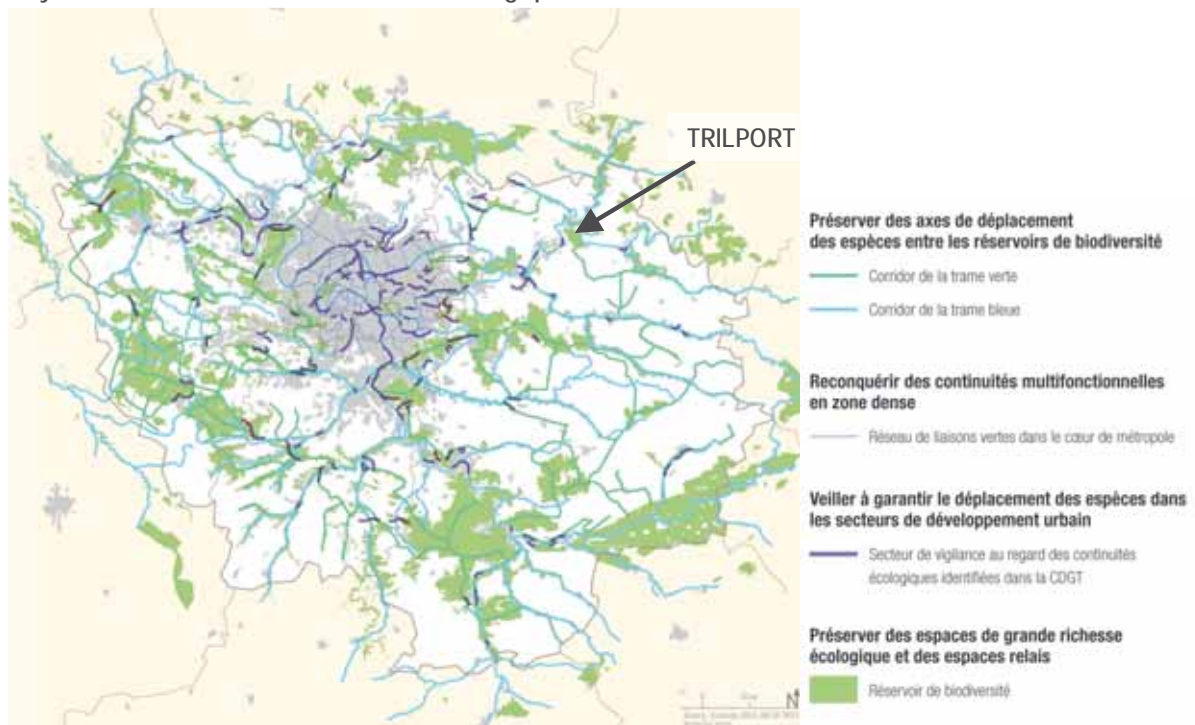 TRILPORT
Préserver des axes de déplacement
des espèces entre les réservoirs de biodiversité
Corridor de la trame verte
Corridor de la trame bleue
Reconquérir des continuités multifonctionnelles
en zone dense
Réseau de liaisons vertes dans le cœur de métropole
Veiller à garantir le déplacement des espèces dans
les secteurs de développement urbain
Secteur de vigilance au regard des continuités
écologiques identifiées dans la CDGT
Préserver des espaces de grande richesse
écologique et des espaces relais
Réservoir de biodiversité
N